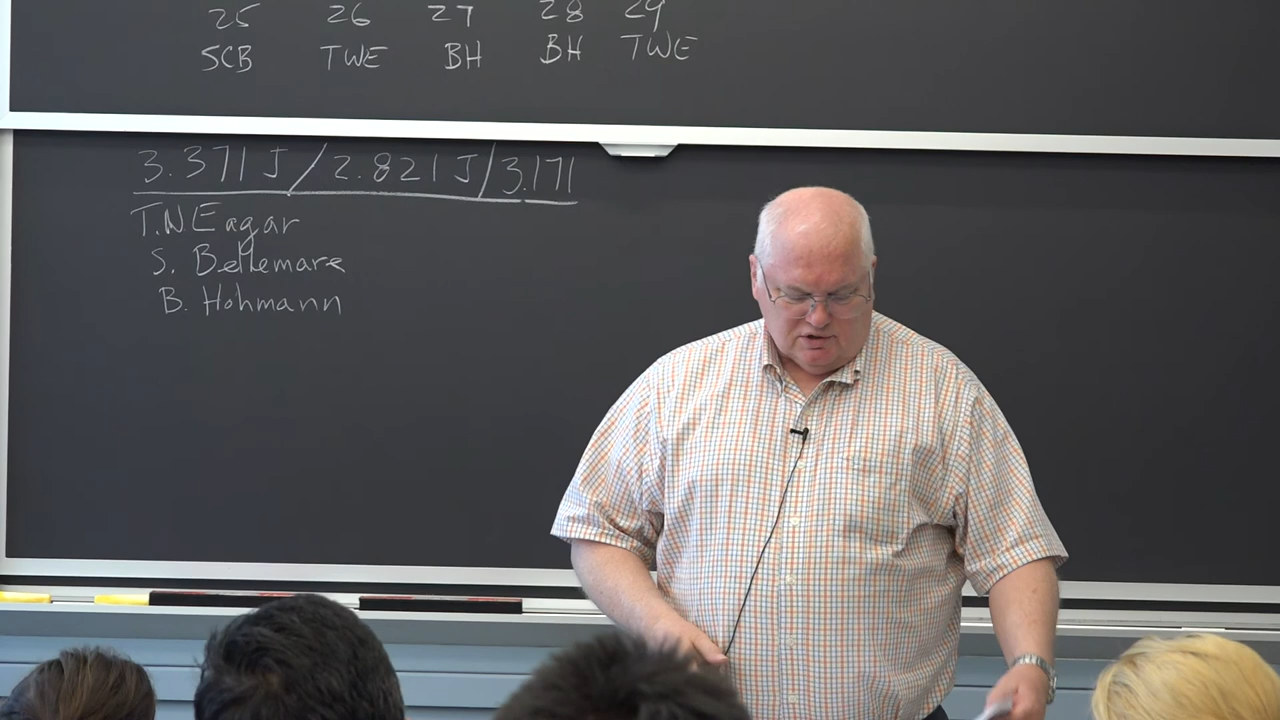 25 26 27 28 29
SCB TWE BH BH TWE
3.371J/2.821J/3.171
T.N.Eagar
S. Bellemare
B. Hohmann